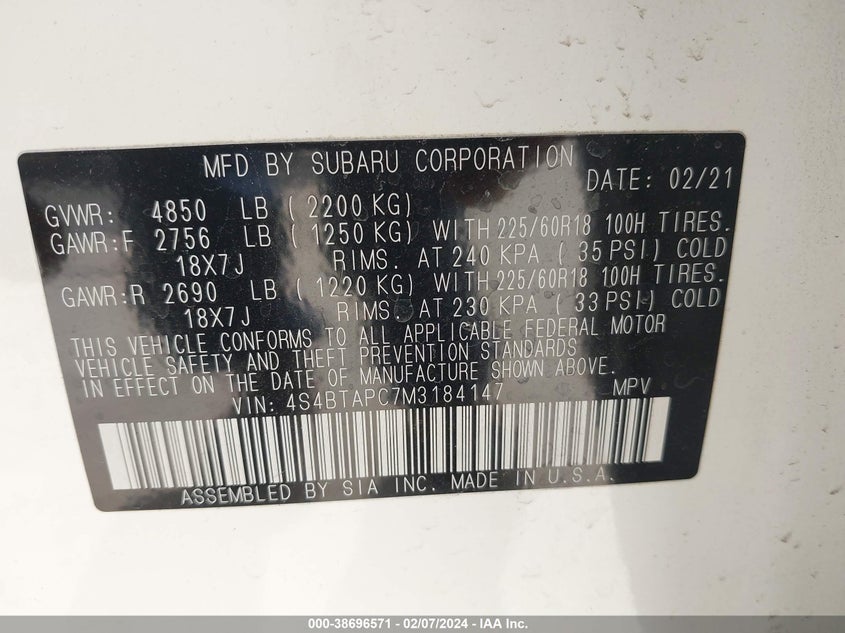 MFD BY SUBARU CORPORATION
DATE: 02/21
GVWR: 4850 LB ( 2200 KG)
GAWR:F 2756 LB ( 1250 KG) WITH 225/60R18 100H TIRES.
18X7J RIMS. AT 240 KPA ( 35 PSI.) COLD
GAWR:R 2690 LB ( 1220 KG) WITH 225/60R18 100H TIRES.
18X7J RIMS. AT 230 KPA ( 33 PSI.) COLD
THIS VEHICLE CONFORMS TO ALL APPLICABLE FEDERAL MOTOR
VEHICLE SAFETY AND THEFT PREVENTION STANDARDS
IN EFFECT ON THE DATE OF MANUFACTURE SHOWN ABOVE.
VIN: 4S4BTAPC7M3184147 MPV
ASSEMBLED BY SIA INC. MADE IN U.S.A.
000-38696571 - 02/07/2024 - IAA Inc.